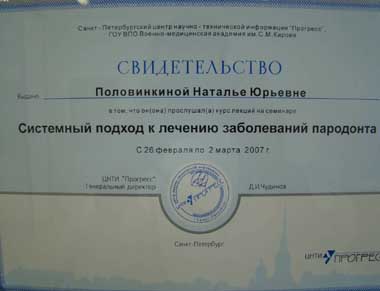 Санкт - Петербургский центр научно - технической информации "Прогресс",
ГОУ ВПО Военно-медицинская академия им. С.М.Кирова
СВИДЕТЕЛЬСТВО
Выдано Половинкиной Наталье Юрьевне
в том, что он(она) прослушал(а) курс лекций на семинаре
Системный подход к лечению заболеваний пародонта
С 26 февраля по 2 марта 2007 г.
ЦНТИ "Прогресс"
Генеральный директор Д.И.Чудинов
ПРОГРЕСС
Санкт-Петербург
ЦНТИ ПРОГРЕСС